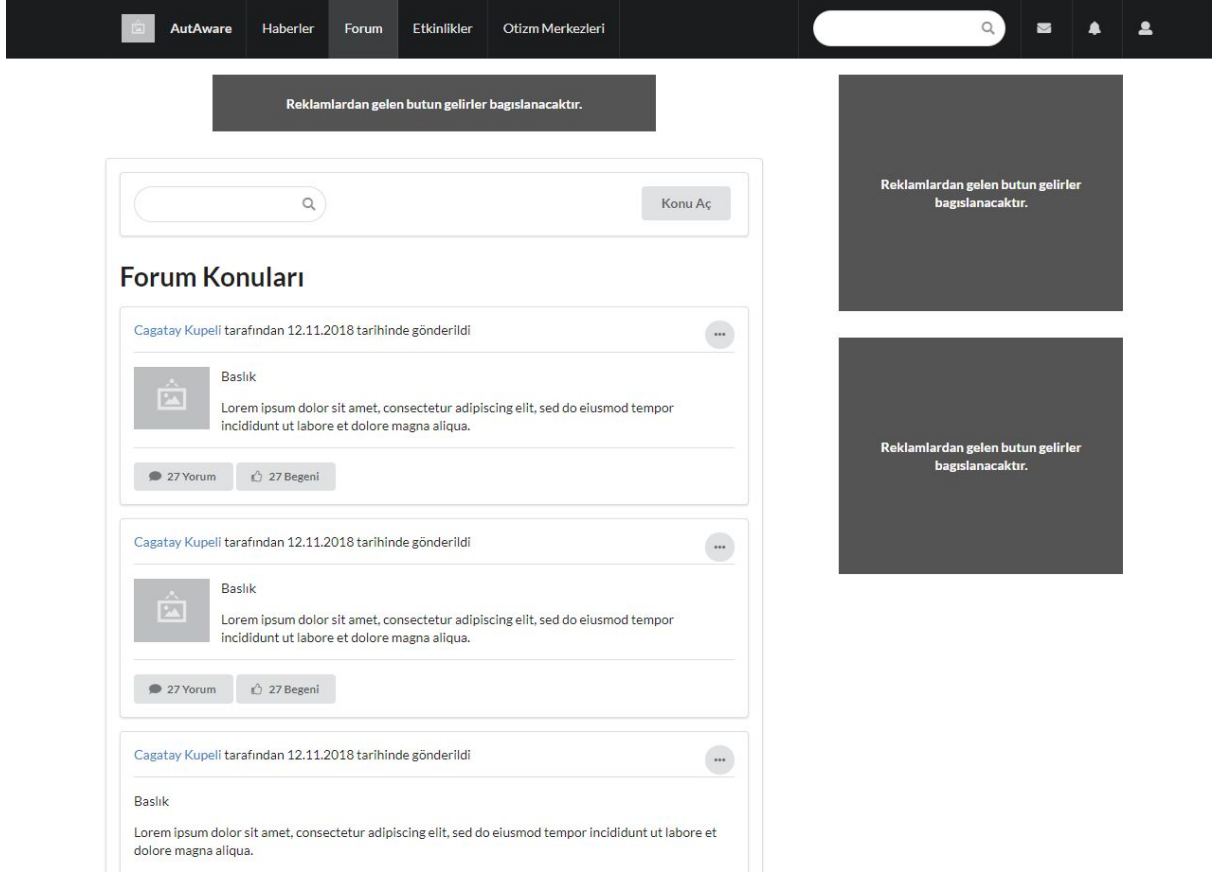 AutAware Haberler Forum Etkinlikler Otizm Merkezleri
Reklamlardan gelen butun gelirler bagıslanacaktır.
Konu Aç
Forum Konuları
Cagatay Kupeli tarafından 12.11.2018 tarihinde gönderildi
Baslık
Lorem ipsum dolor sit amet, consectetur adipiscing elit, sed do eiusmod tempor
incididunt ut labore et dolore magna aliqua.
27 Yorum 27 Begeni
Cagatay Kupeli tarafından 12.11.2018 tarihinde gönderildi
Baslık
Lorem ipsum dolor sit amet, consectetur adipiscing elit, sed do eiusmod tempor
incididunt ut labore et dolore magna aliqua.
27 Yorum 27 Begeni
Cagatay Kupeli tarafından 12.11.2018 tarihinde gönderildi
Baslık
Lorem ipsum dolor sit amet, consectetur adipiscing elit, sed do eiusmod tempor incididunt ut labore et
dolore magna aliqua.
Reklamlardan gelen butun gelirler
bagıslanacaktır.
Reklamlardan gelen butun gelirler
bagıslanacaktır.